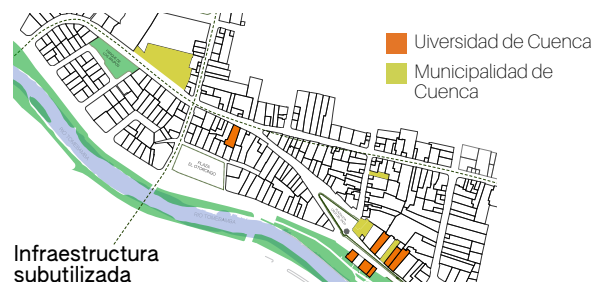 Uiversidad de Cuenca
Municipalidad de
Cuenca
PLAZA
EL OTORONGO
Infraestructura
subutilizada